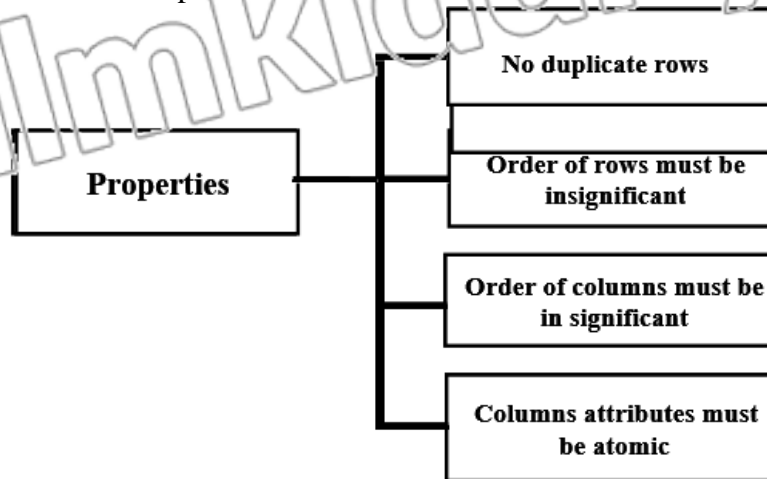 Properties
No duplicate rows
Order of rows must be
insignificant
Order of columns must be
in significant
Columns attributes must
be atomic